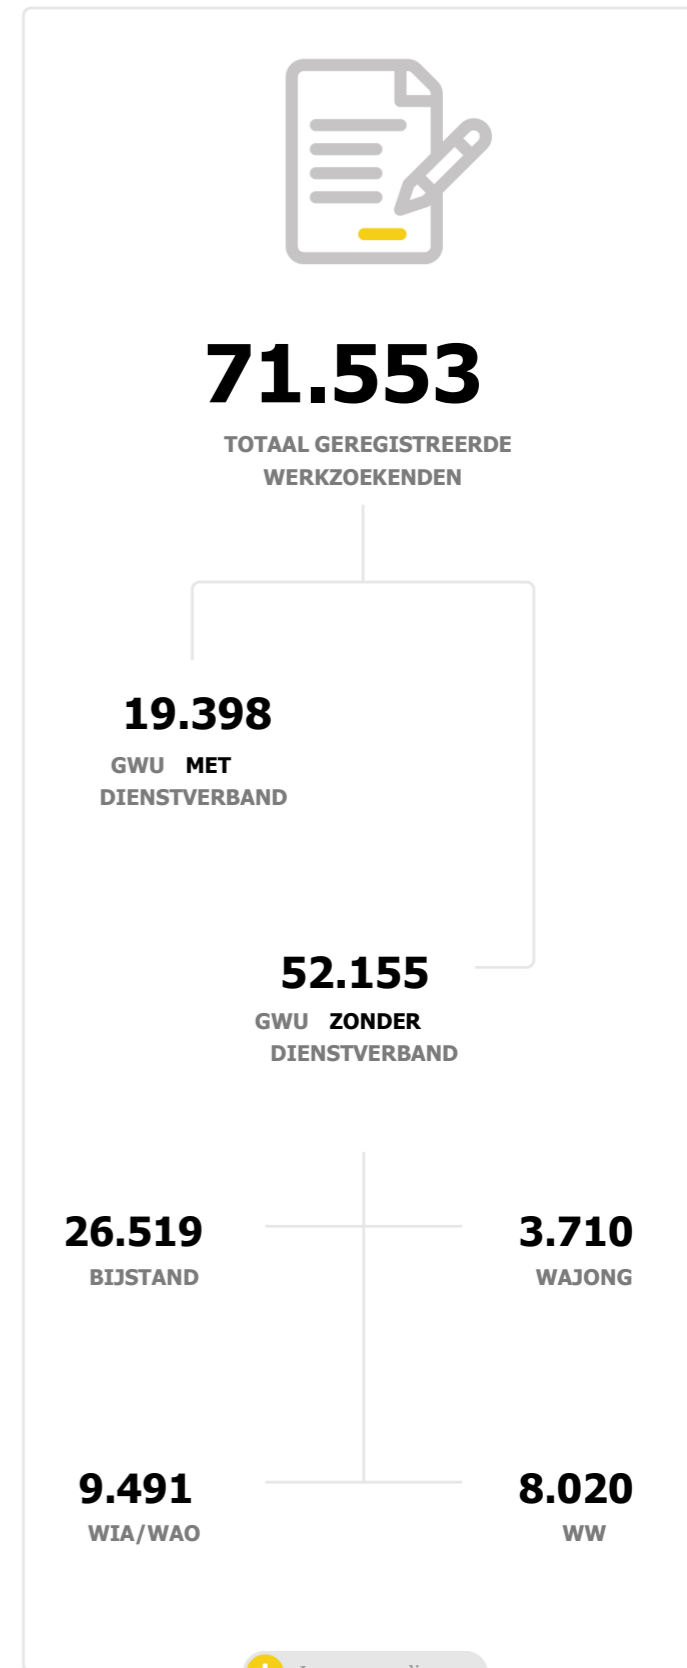 71.553
TOTAAL GEREGISTREERDE
WERKZOEKENDEN
19.398
GWU MET
DIENSTVERBAND
52.155
GWU ZONDER
DIENSTVERBAND
26.519
BIJSTAND
3.710
WAJONG
9.491
WIA/WAO
8.020
WW